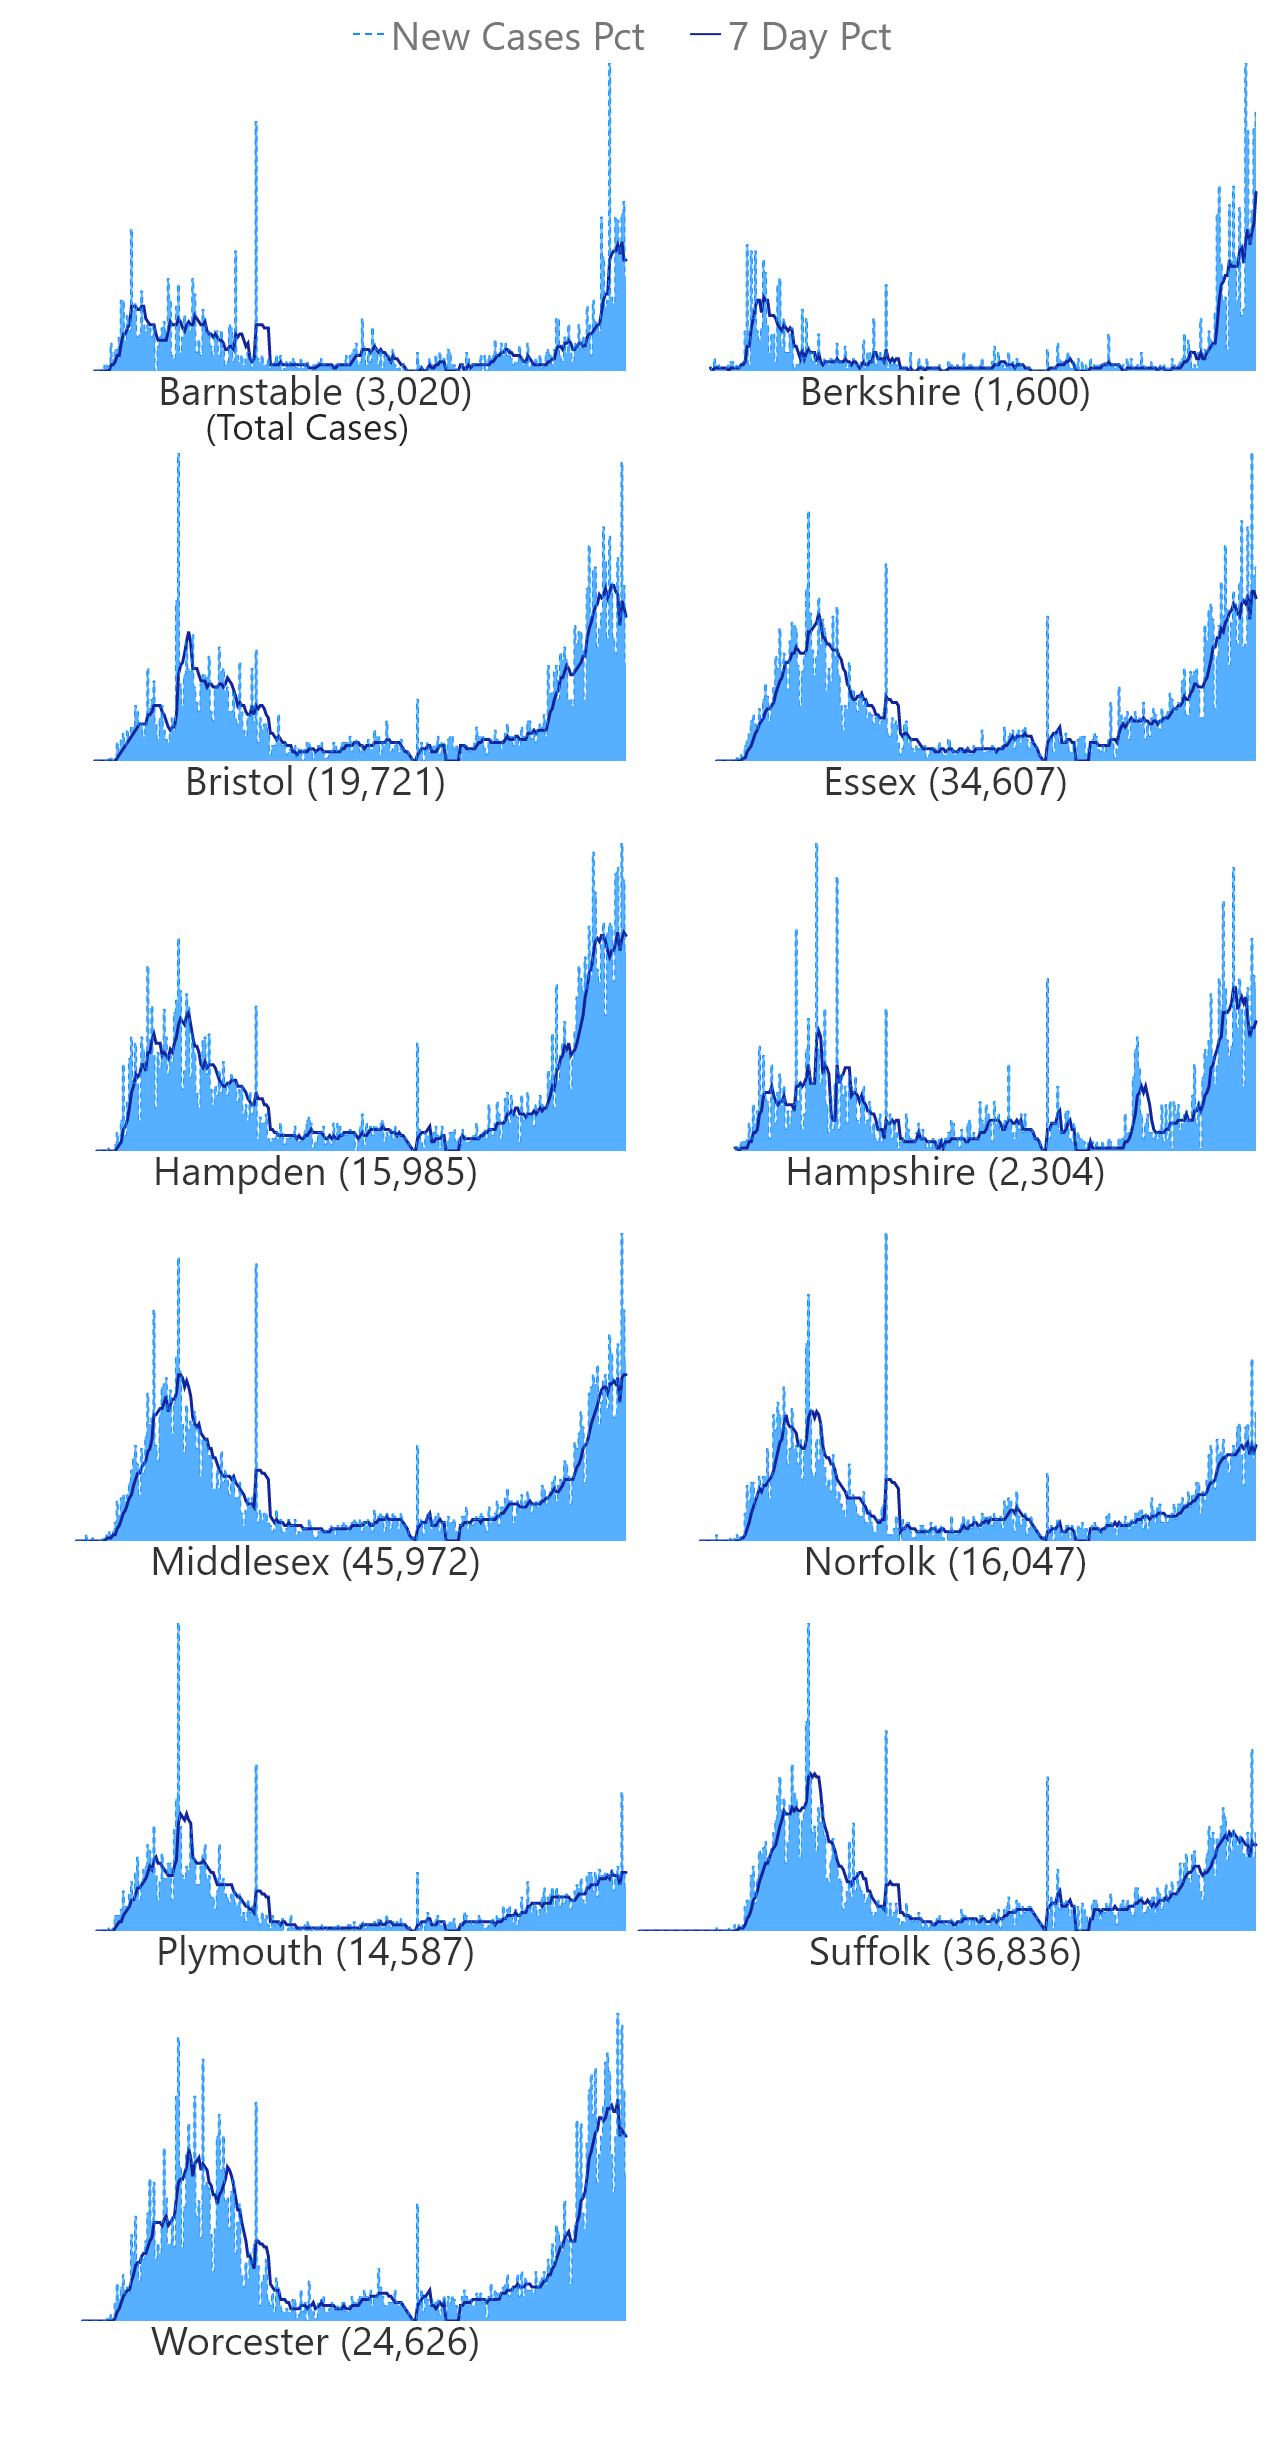 New Cases Pct 7 Day Pct
Barnstable (3,020)
(Total Cases)
Berkshire (1,600)
Bristol (19,721)
Essex (34,607)
Hampden (15,985)
Hampshire (2,304)
Middlesex (45,972)
Norfolk (16,047)
Plymouth (14,587)
Suffolk (36,836)
Worcester (24,626)